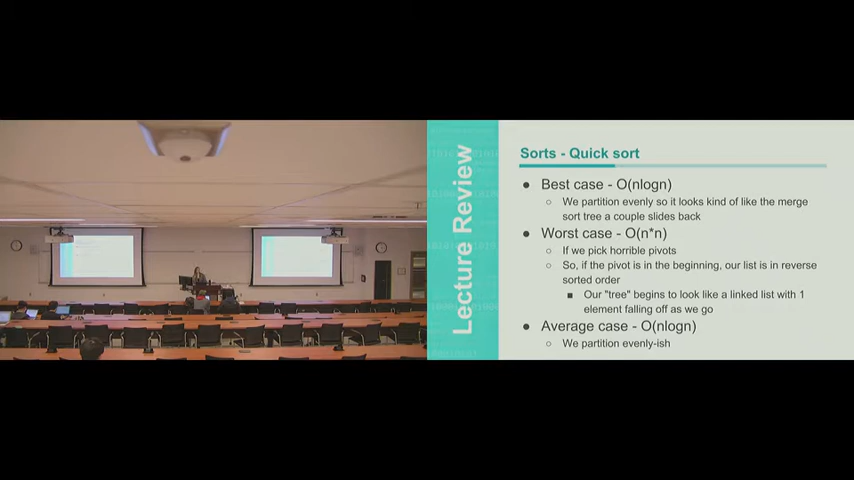 Lecture Review
Sorts - Quick sort
● Best case - O(nlogn)
○ We partition evenly so it looks kind of like the merge
sort tree a couple slides back
● Worst case - O(n*n)
○ If we pick horrible pivots
○ So, if the pivot is in the beginning, our list is in reverse
sorted order
■ Our "tree" begins to look like a linked list with 1
element falling off as we go
● Average case - O(nlogn)
○ We partition evenly-ish